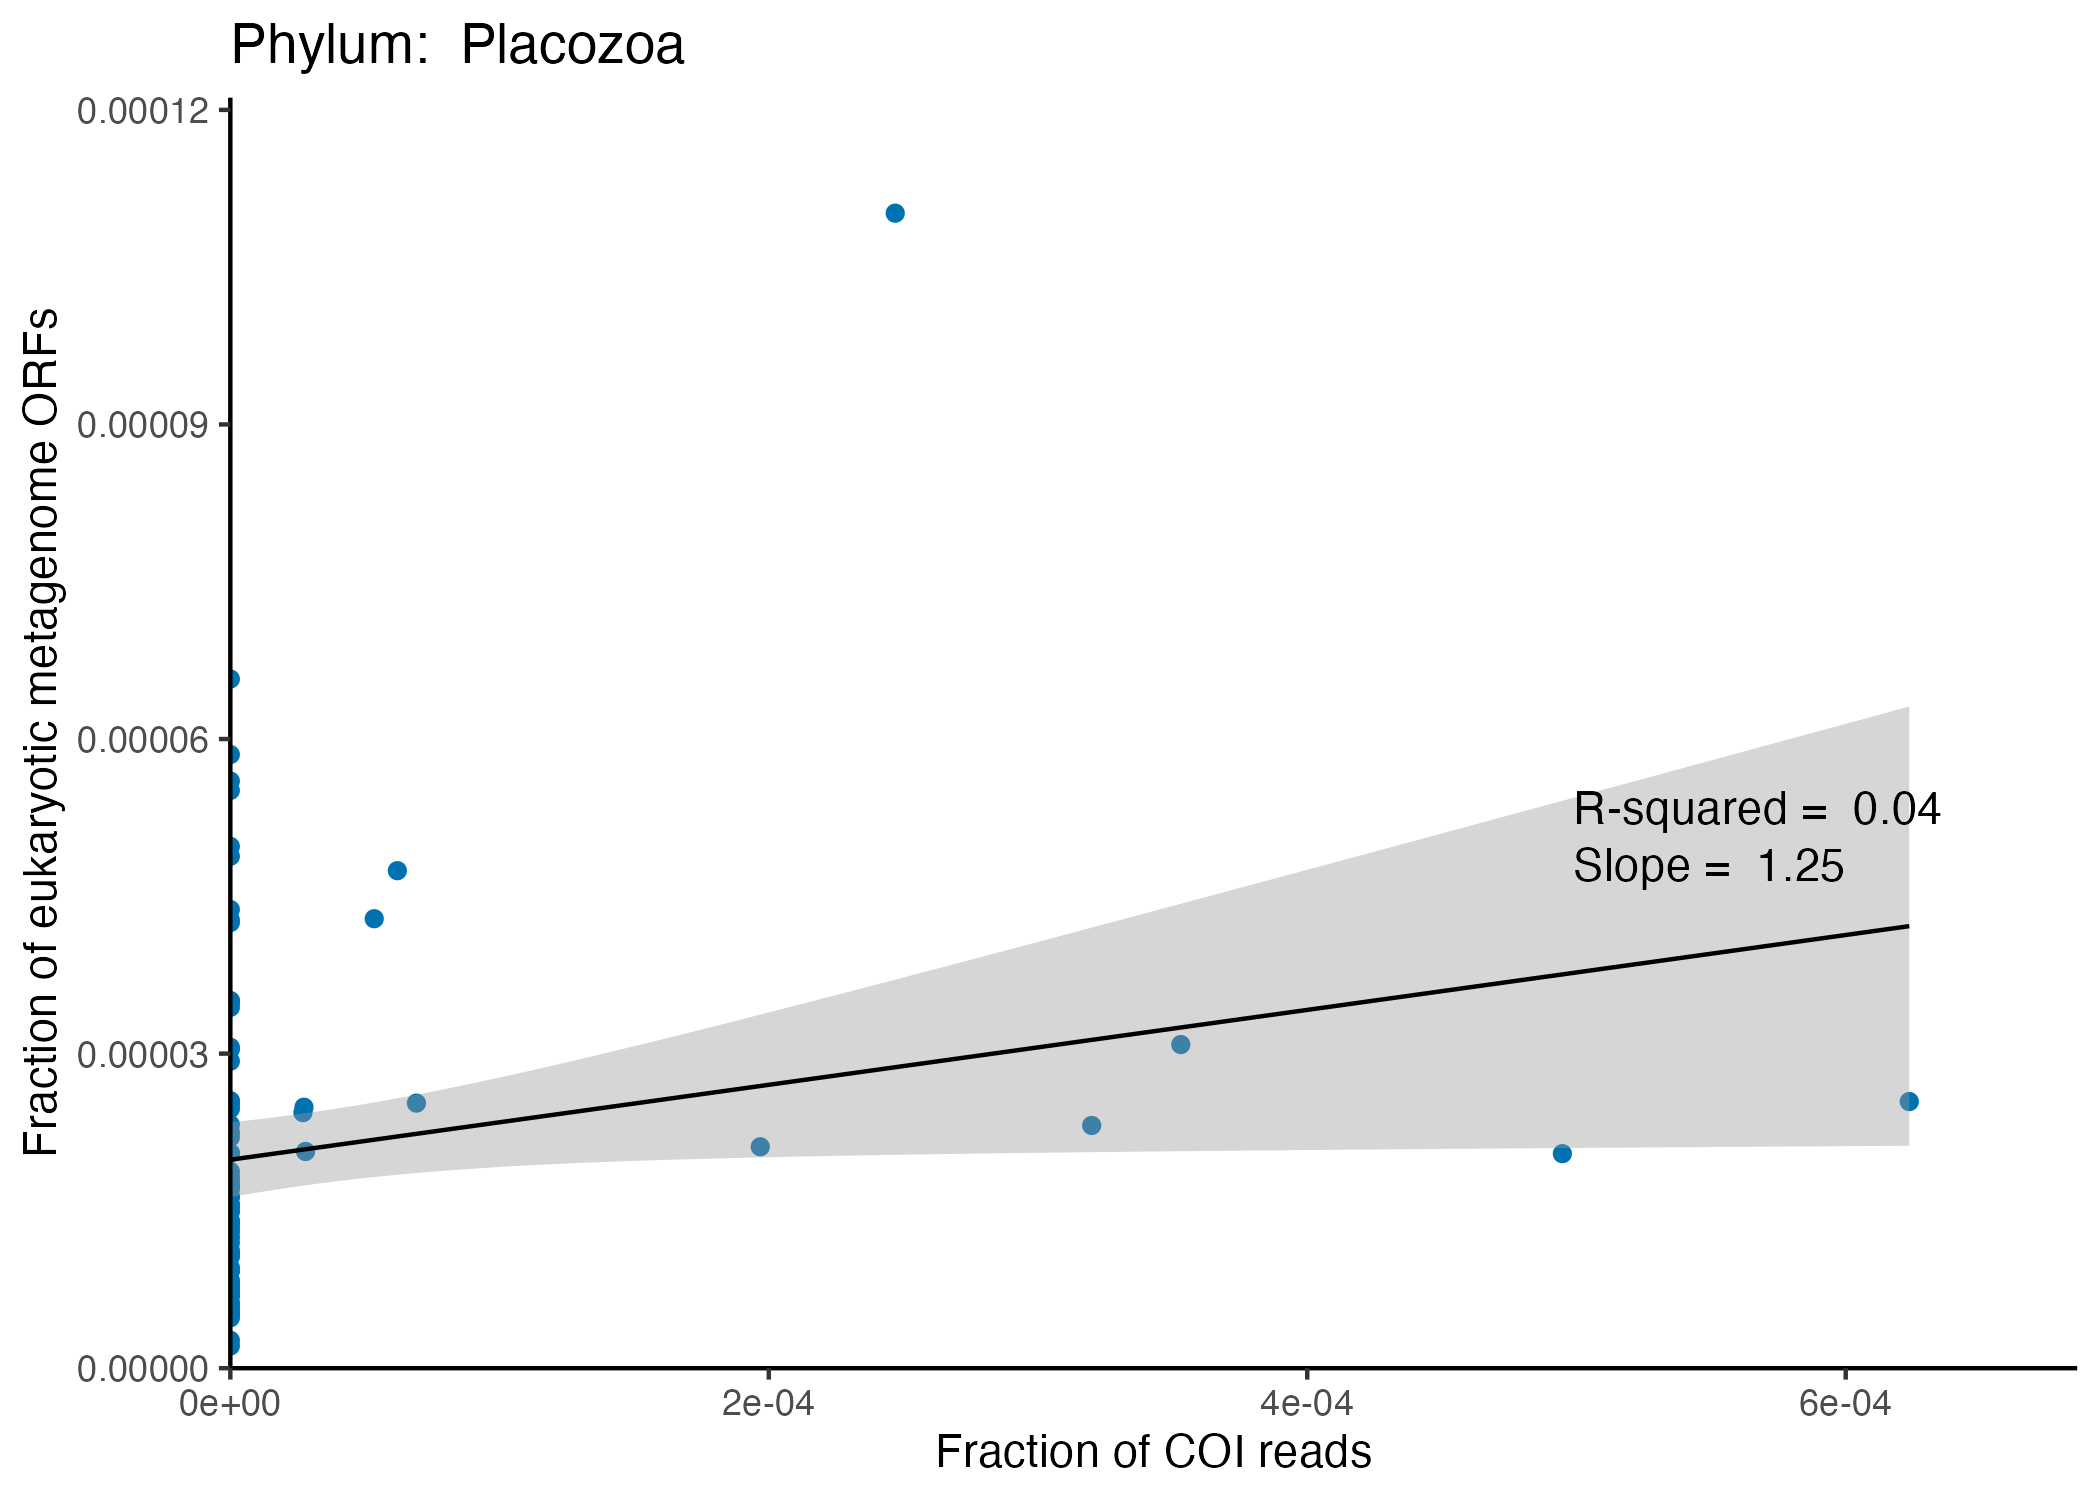 Phylum:  Placozoa
0.00012
0.00009
0.00006
0.00003
0.00000
Fraction of eukaryotic metagenome ORFs
R-squared =  0.04
Slope =  1.25
0e+00
2e-04
4e-04
6e-04
Fraction of COI reads